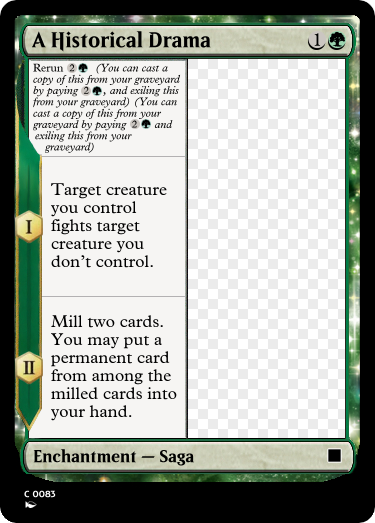 A Historical Drama 1
Rerun 2 (You can cast a
copy of this from your graveyard
by paying 2 , and exiling this
from your graveyard) (You can
cast a copy of this from your
graveyard by paying 2 and
exiling this from your
graveyard)
I
Target creature
you control
fights target
creature you
don't control.
II
Mill two cards.
You may put a
permanent card
from among the
milled cards into
your hand.
Enchantment — Saga
C 0083